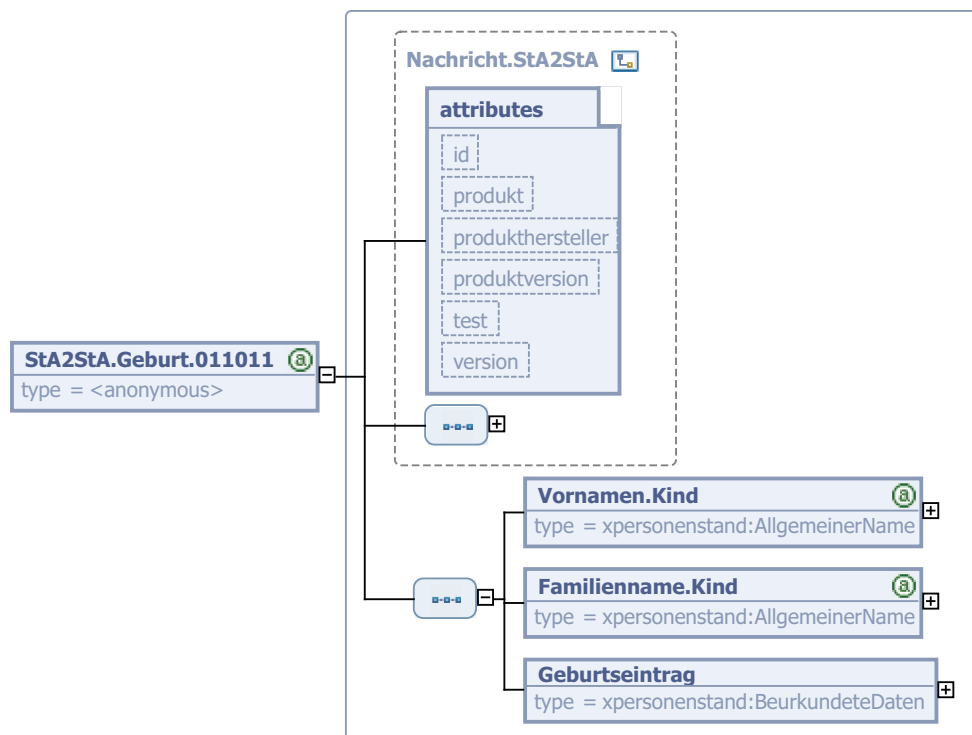 Nachricht.StA2StA
attributes
id
produkt
produkthersteller
produktversion
test
version
StA2StA.Geburt.011011 a
type = <anonymous>
Vornamen.Kind a
type = xpersonenstand:AllgemeinerName
Familienname.Kind a
type = xpersonenstand:AllgemeinerName
Geburtseintrag
type = xpersonenstand:BeurkundeteDaten